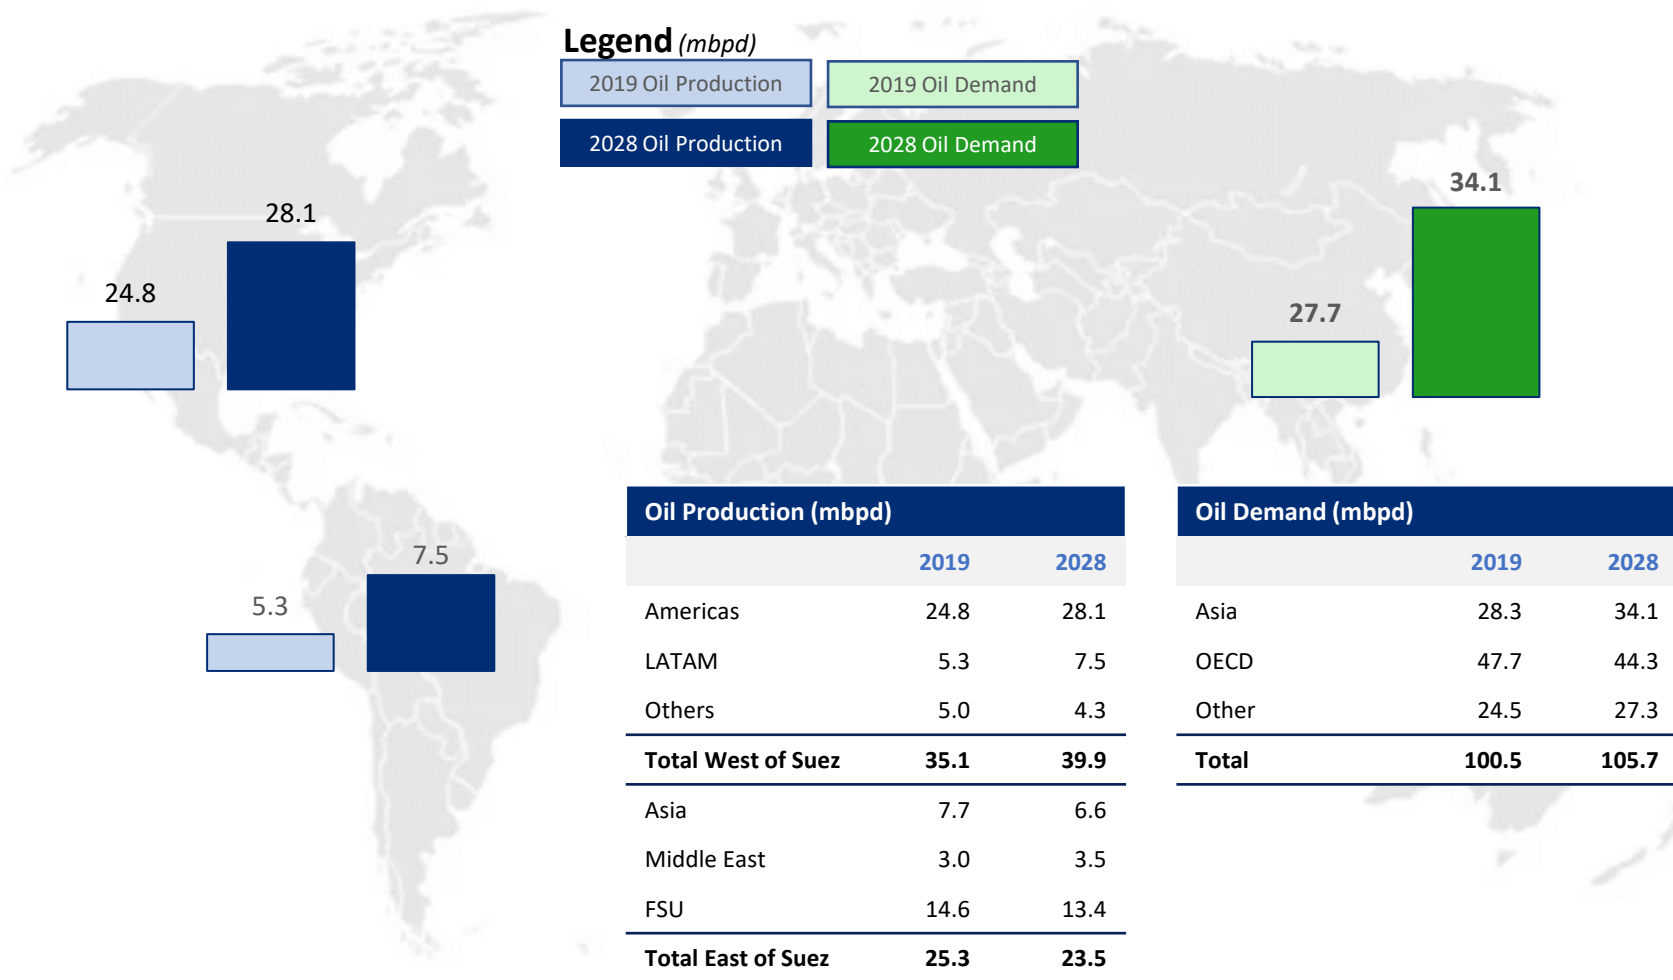 Legend (mbpd)
2019 Oil Production 2019 Oil Demand
2028 Oil Production 2028 Oil Demand
34.1
28.1
24.8
27.7
7.5
5.3
Oil Production (mbpd)
2019 2028
Americas 24.8 28.1
LATAM 5.3 7.5
Others 5.0 4.3
Total West of Suez 35.1 39.9
Asia 7.7 6.6
Middle East 3.0 3.5
FSU 14.6 13.4
Total East of Suez 25.3 23.5
Oil Demand (mbpd)
2019 2028
Asia 28.3 34.1
OECD 47.7 44.3
Other 24.5 27.3
Total 100.5 105.7